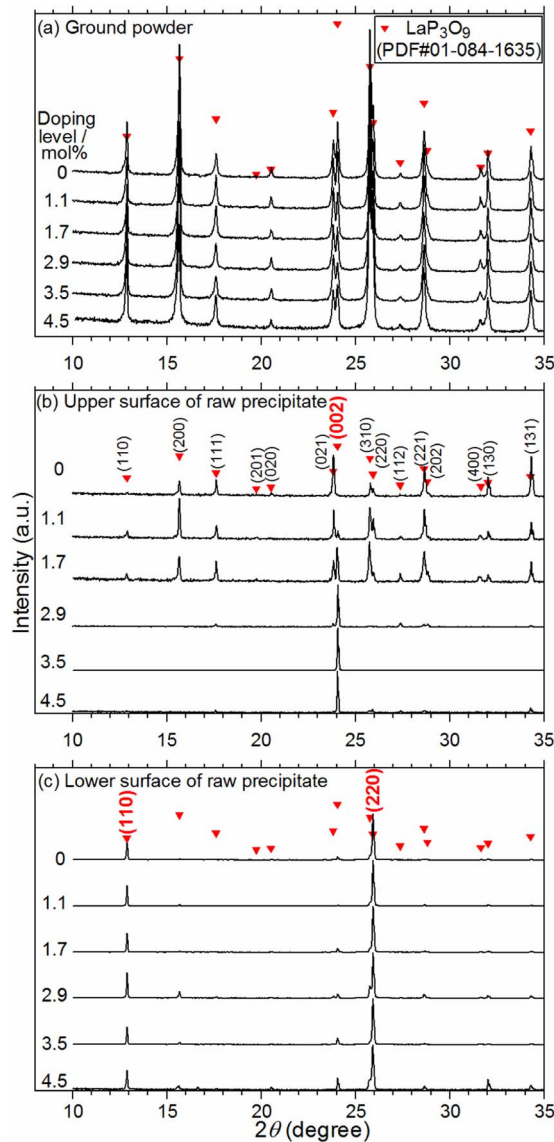 (a) Ground powder
LaP3O9
(PDF#01-084-1635)
Doping
level /
mol%
0
1.1
1.7
2.9
3.5
4.5
10 15 20 25 30 35
(b) Upper surface of raw precipitate
(110) (200) (111) (201) (020) (021) (002) (310) (220) (112) (221) (202) (400) (130) (131)
0
1.1
1.7
2.9
3.5
4.5
10 15 20 25 30 35
Intensity (a.u.)
(c) Lower surface of raw precipitate
(110) (220)
0
1.1
1.7
2.9
3.5
4.5
10 15 20 25 30 35
2θ (degree)